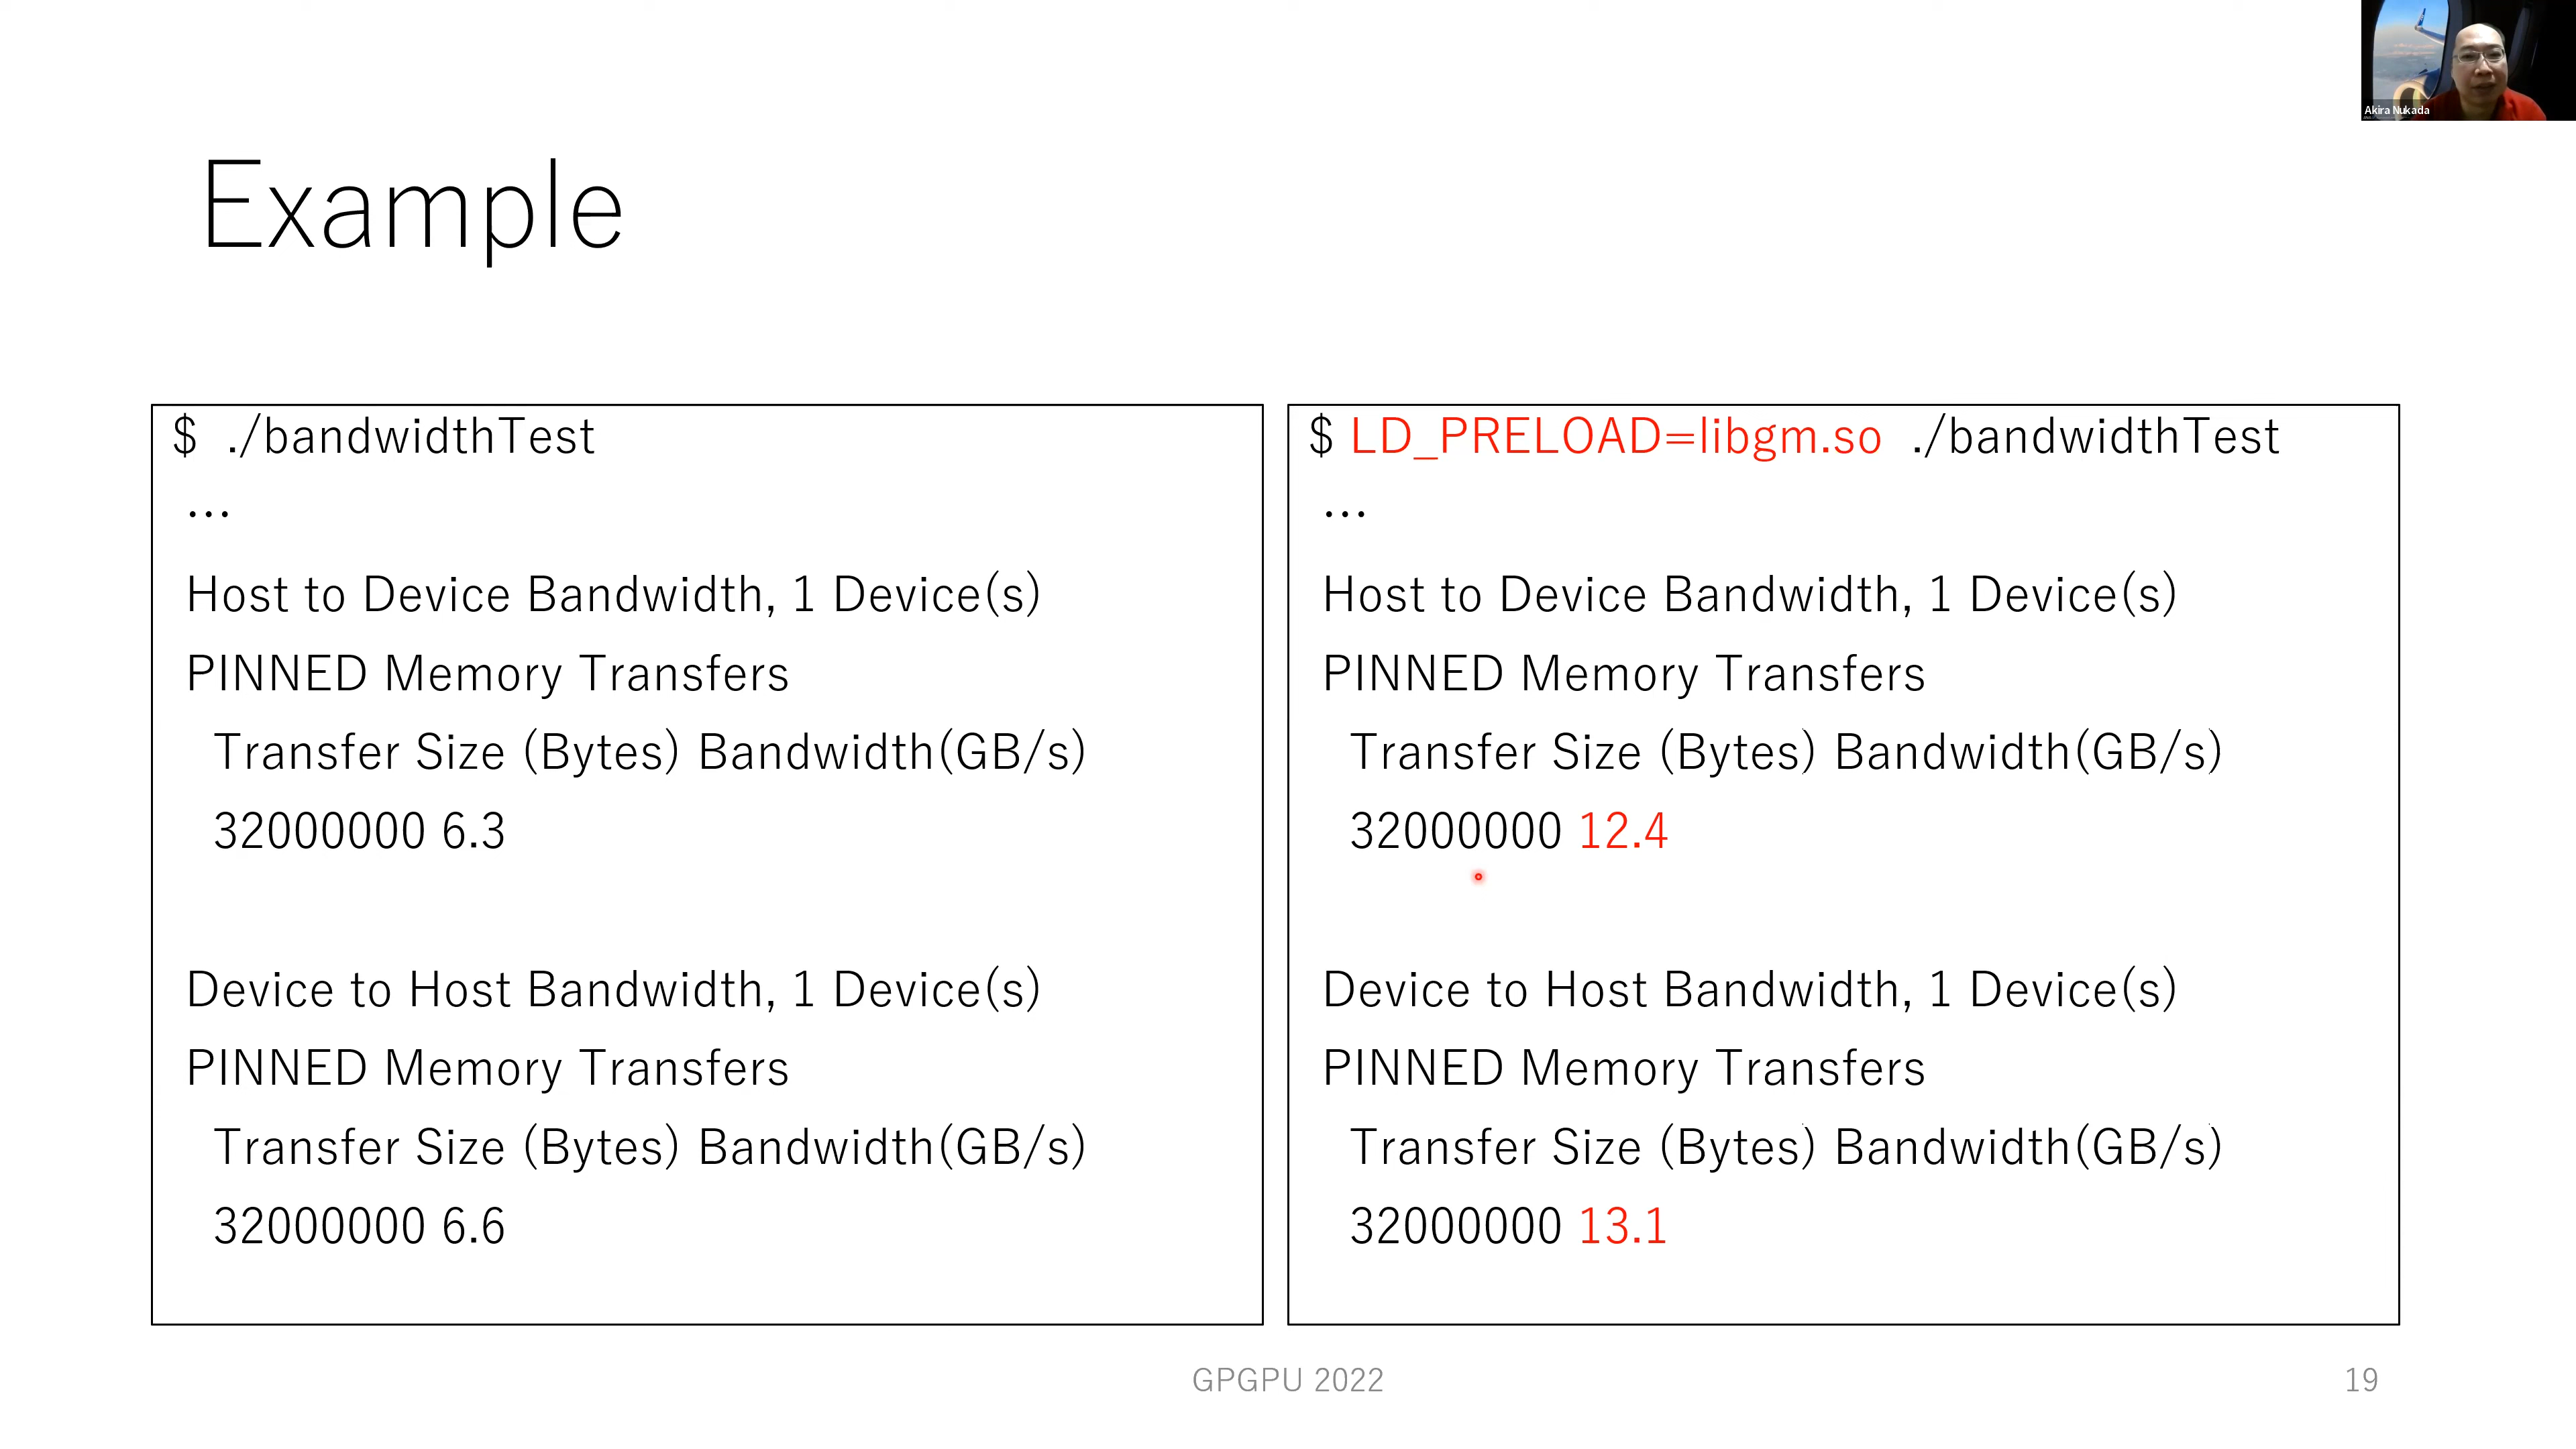 Akira Nukada
Example
$ ./bandwidthTest
...
Host to Device Bandwidth, 1 Device(s)
PINNED Memory Transfers
Transfer Size (Bytes) Bandwidth(GB/s)
32000000 6.3
Device to Host Bandwidth, 1 Device(s)
PINNED Memory Transfers
Transfer Size (Bytes) Bandwidth(GB/s)
32000000 6.6
$ LD_PRELOAD=libgm.so ./bandwidthTest
...
Host to Device Bandwidth, 1 Device(s)
PINNED Memory Transfers
Transfer Size (Bytes) Bandwidth(GB/s)
32000000 12.4
Device to Host Bandwidth, 1 Device(s)
PINNED Memory Transfers
Transfer Size (Bytes) Bandwidth(GB/s)
32000000 13.1
GPGPU 2022
19